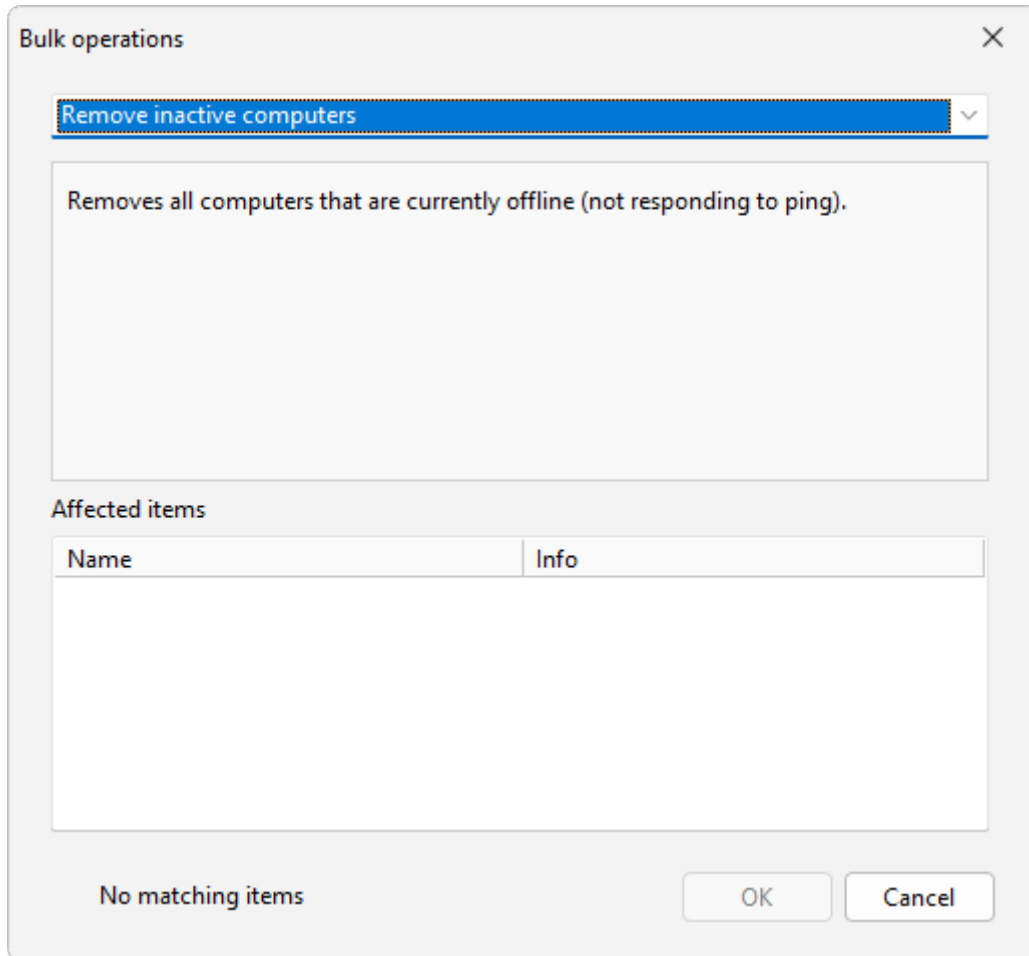 Bulk operations
Remove inactive computers
Removes all computers that are currently offline (not responding to ping).
Affected items
Name Info
No matching items OK Cancel